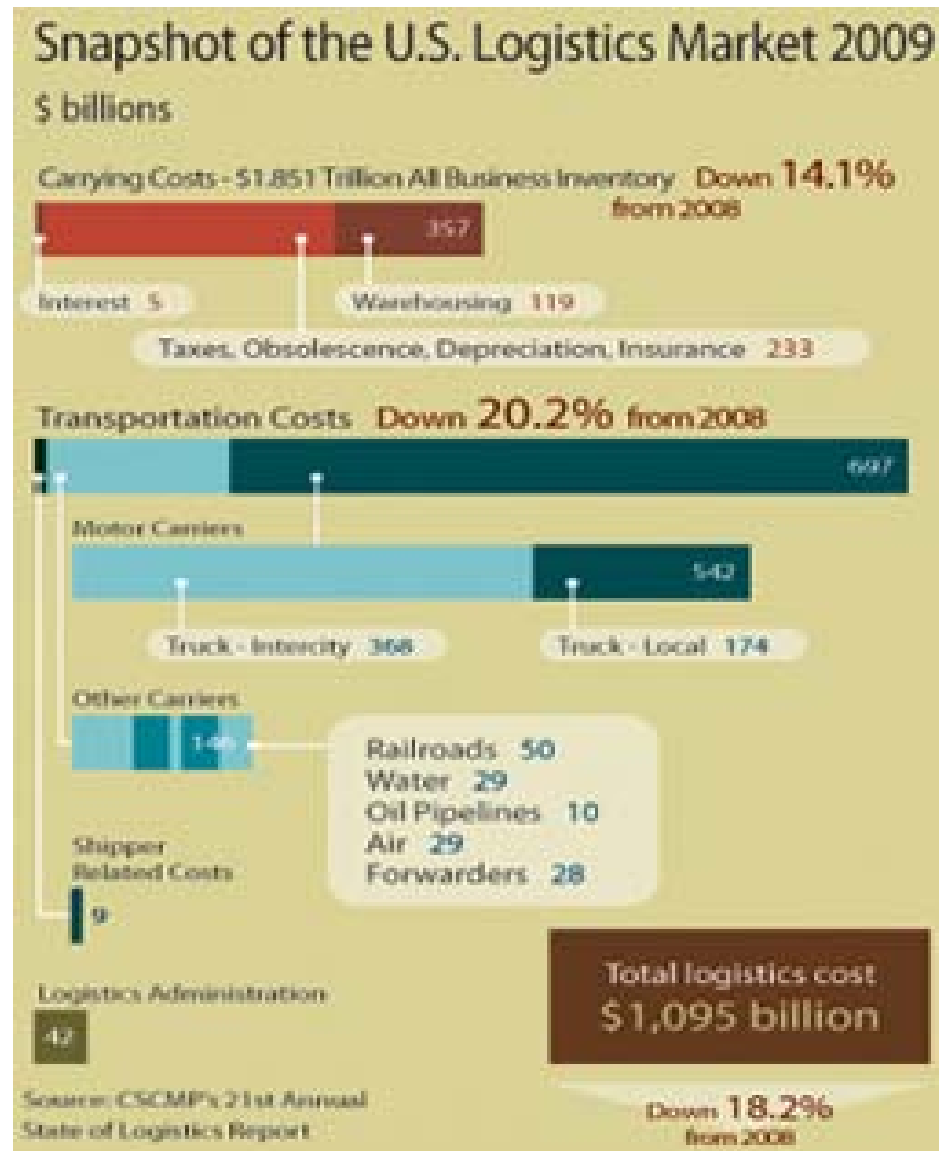 Snapshot of the U.S. Logistics Market 2009
$ billions
Carrying Costs - $1.851 Trillion All Business Inventory Down 14.1%
from 2008
357
Interest 5
Warehousing 119
Taxes, Obsolescence, Depreciation, Insurance 233
Transportation Costs Down 20.2% from 2008
697
Motor Carriers
542
Truck - Intercity 368
Truck - Local 174
Other Carriers
146
Railroads 50
Water 29
Oil Pipelines 10
Air 29
Forwarders 28
Shipper
Related Costs
9
Logistics Administration
42
Total logistics cost
$1,095 billion
Down 18.2%
from 2008
Source: CSCMP's 21st Annual
State of Logistics Report